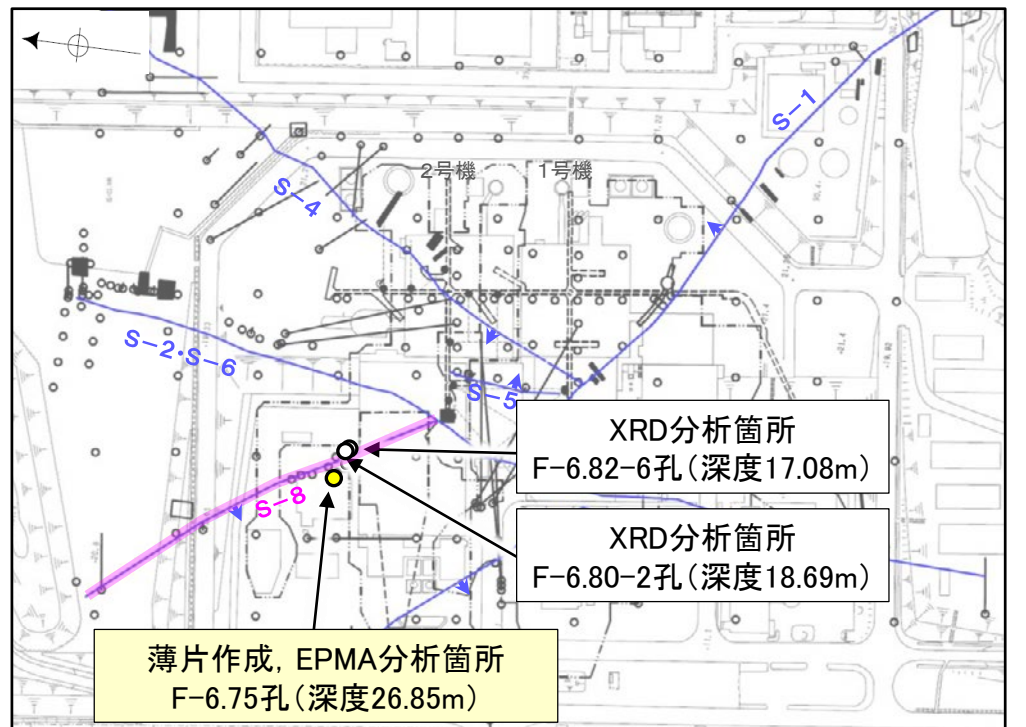 S-1
2号機
1号機
S-4
S-2・S-6
S-5
XRD分析箇所
F-6.82-6孔(深度17.08m)
S-8
XRD分析箇所
F-6.80-2孔(深度18.69m)
薄片作成, EPMA分析箇所
F-6.75孔(深度26.85m)